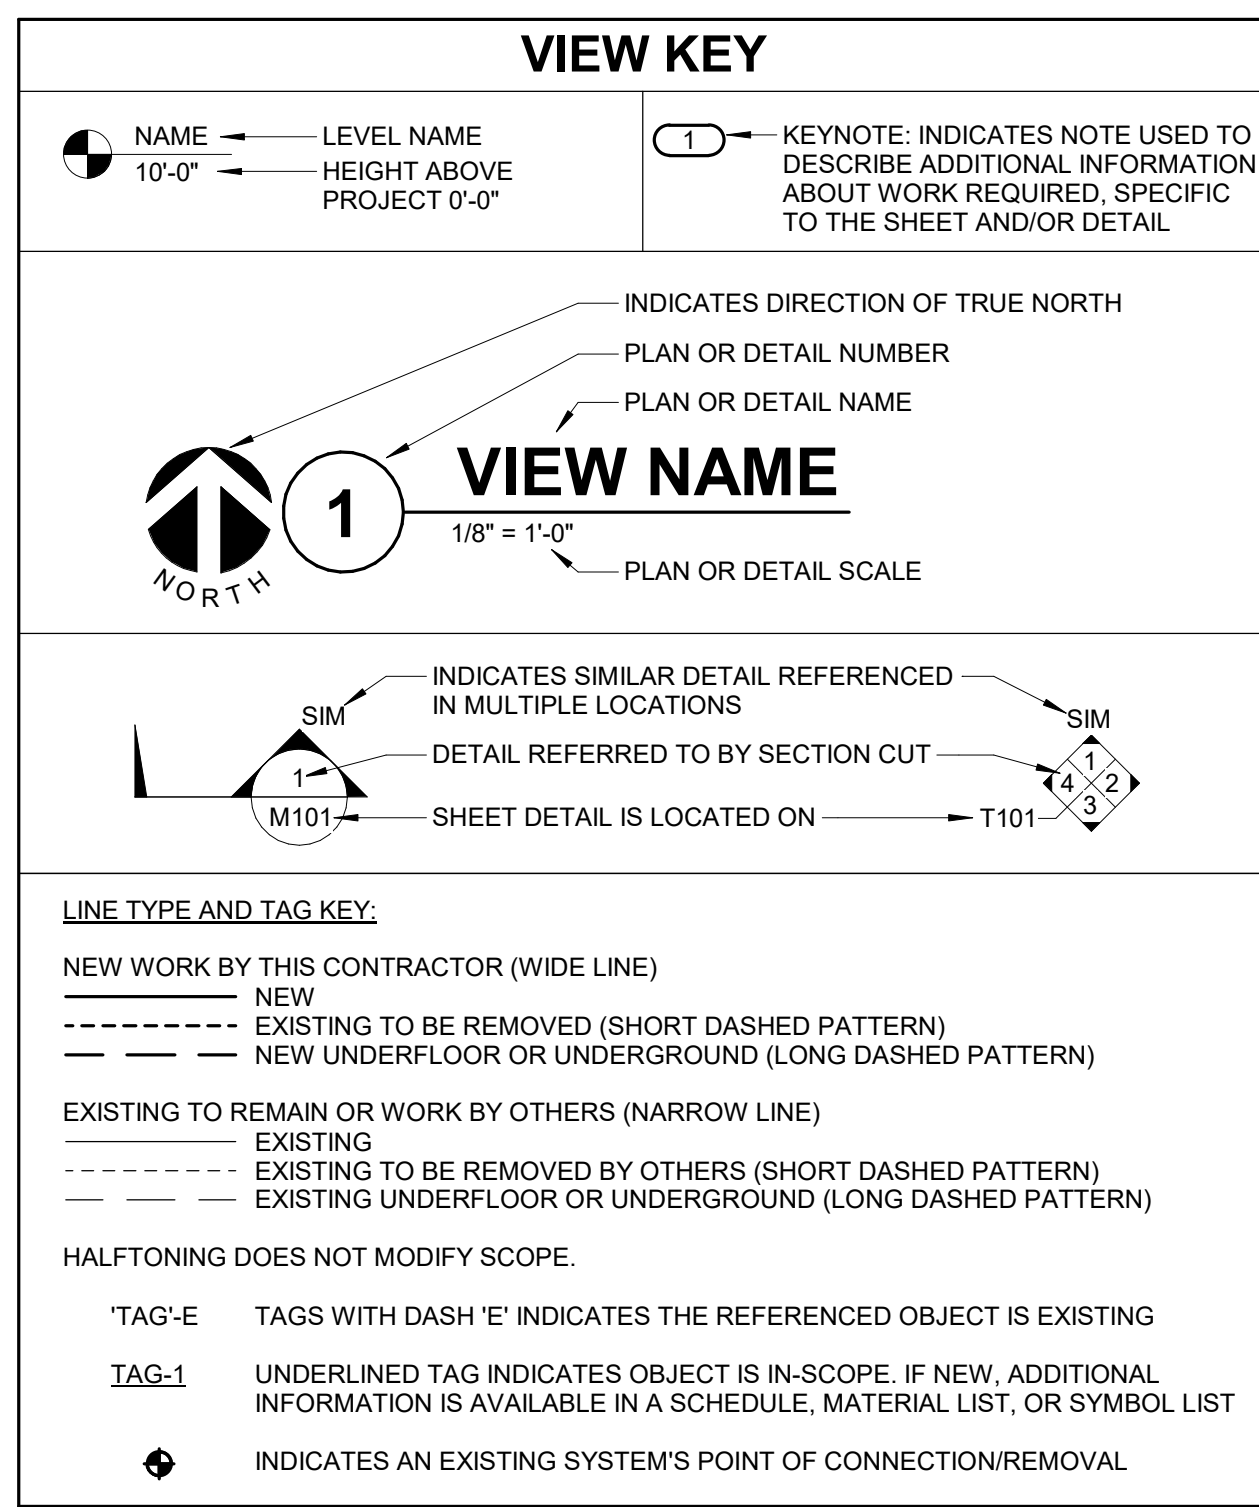 VIEW KEY
NAME
LEVEL NAME
10'-0"
HEIGHT ABOVE
PROJECT 0'-0"
1
KEYNOTE: INDICATES NOTE USED TO
DESCRIBE ADDITIONAL INFORMATION
ABOUT WORK REQUIRED, SPECIFIC
TO THE SHEET AND/OR DETAIL
INDICATES DIRECTION OF TRUE NORTH
PLAN OR DETAIL NUMBER
PLAN OR DETAIL NAME
NORTH
1
VIEW NAME
1/8" = 1'-0"
PLAN OR DETAIL SCALE
INDICATES SIMILAR DETAIL REFERENCED
IN MULTIPLE LOCATIONS
SIM
SIM
DETAIL REFERRED TO BY SECTION CUT
1
M101
SHEET DETAIL IS LOCATED ON
T101
1
4
2
3
LINE TYPE AND TAG KEY:
NEW WORK BY THIS CONTRACTOR (WIDE LINE)
NEW
EXISTING TO BE REMOVED (SHORT DASHED PATTERN)
NEW UNDERFLOOR OR UNDERGROUND (LONG DASHED PATTERN)
EXISTING TO REMAIN OR WORK BY OTHERS (NARROW LINE)
EXISTING
EXISTING TO BE REMOVED BY OTHERS (SHORT DASHED PATTERN)
EXISTING UNDERFLOOR OR UNDERGROUND (LONG DASHED PATTERN)
HALFTONING DOES NOT MODIFY SCOPE.
'TAG'-E TAGS WITH DASH 'E' INDICATES THE REFERENCED OBJECT IS EXISTING
TAG-1 UNDERLINED TAG INDICATES OBJECT IS IN-SCOPE. IF NEW, ADDITIONAL
INFORMATION IS AVAILABLE IN A SCHEDULE, MATERIAL LIST, OR SYMBOL LIST
INDICATES AN EXISTING SYSTEM'S POINT OF CONNECTION/REMOVAL